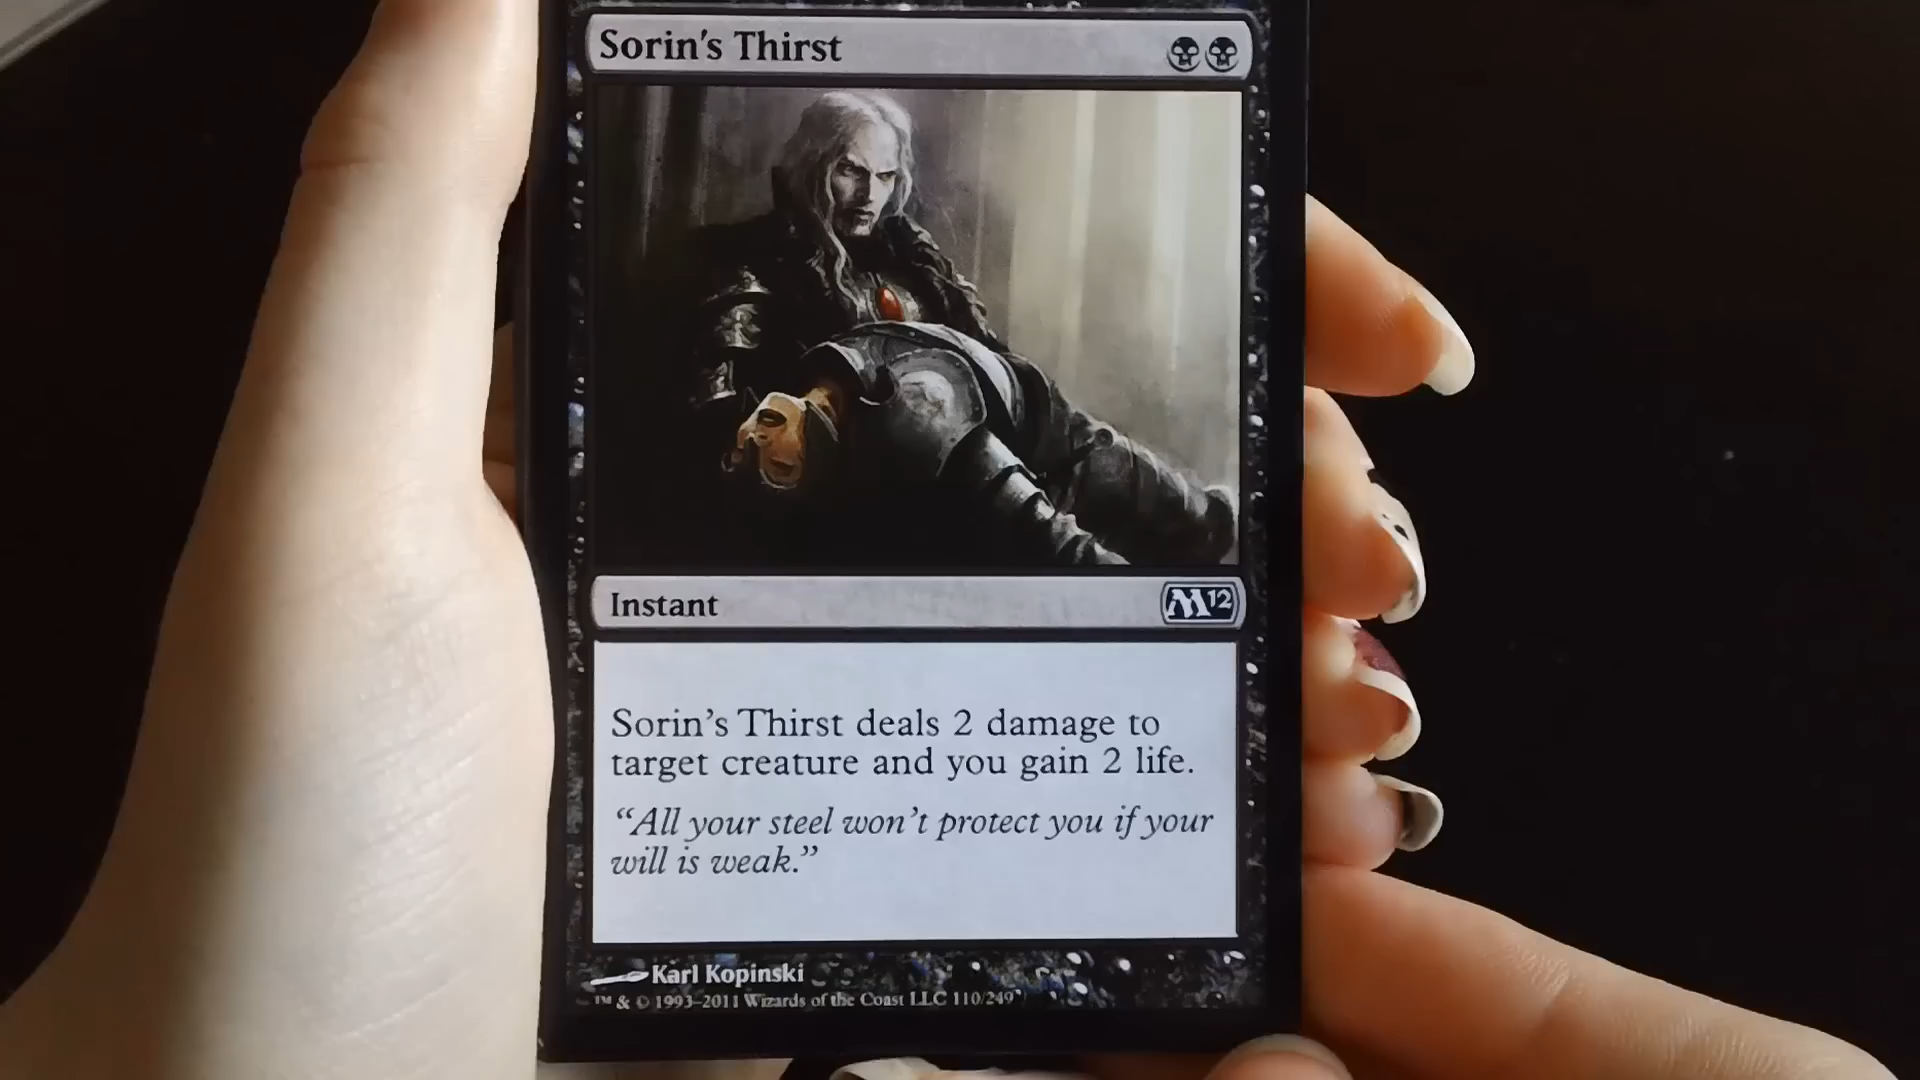 Sorin's Thirst
Instant
M12
Sorin's Thirst deals 2 damage to
target creature and you gain 2 life.
“All your steel won't protect you if your
will is weak.”
Karl Kopinski
™ & © 1993–2011 Wizards of the Coast LLC 110/249